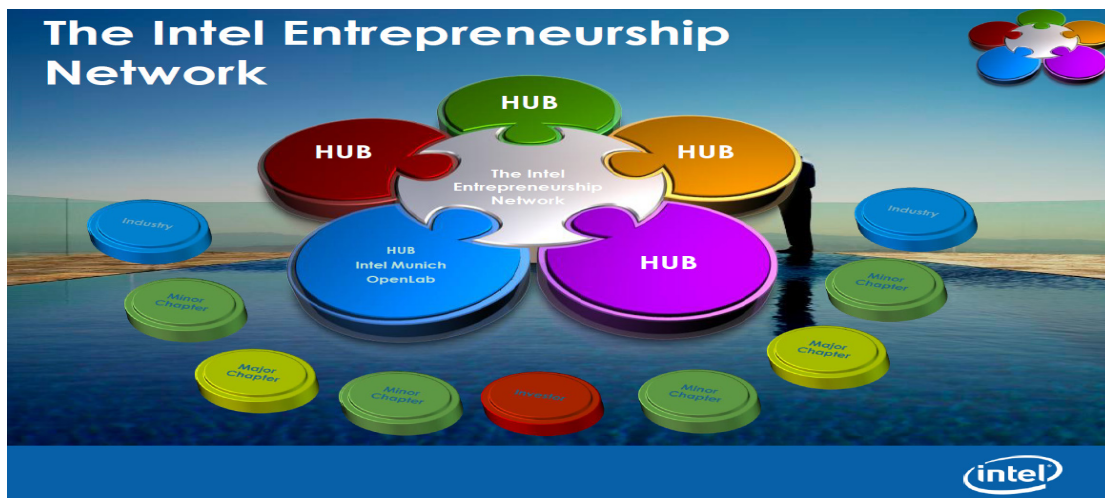 The Intel Entrepreneurship
Network
HUB
HUB
HUB
The Intel
Entrepreneurship
Network
HUB
Intel Munich
OpenLab
HUB
Industry
Industry
Minor
Chapter
Minor
Chapter
Major
Chapter
Major
Chapter
Minor
Chapter
Investor
Minor
Chapter
intel